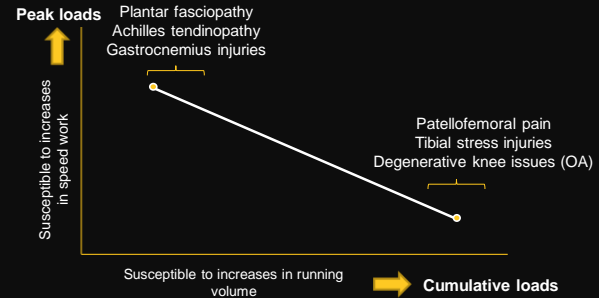 Peak loads
Plantar fasciopathy
Achilles tendinopathy
Gastrocnemius injuries
Susceptible to increases
in speed work
Patellofemoral pain
Tibial stress injuries
Degenerative knee issues (OA)
Susceptible to increases in running
volume
Cumulative loads